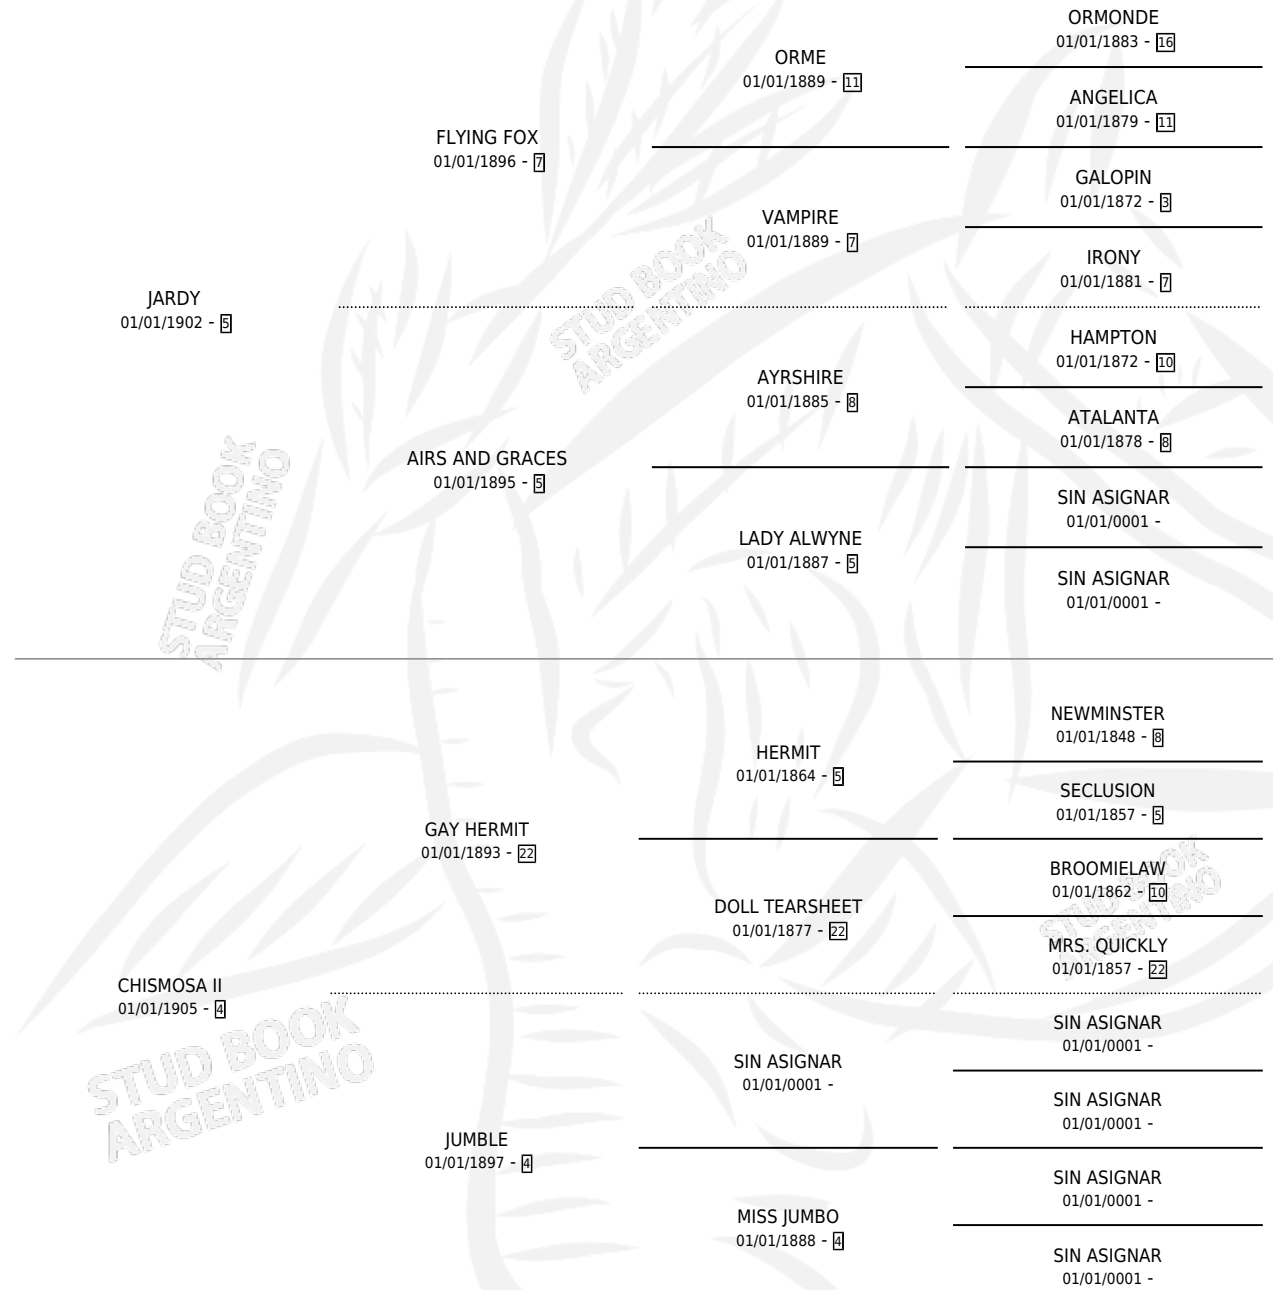 ORMONDE
01/01/1883 - 16
ORME
01/01/1889 - 11
ANGELICA
01/01/1879 - 11
FLYING FOX
01/01/1896 - 7
GALOPIN
01/01/1872 - 3
VAMPIRE
01/01/1889 - 7
IRONY
01/01/1881 - 7
JARDY
01/01/1902 - 5
HAMPTON
01/01/1872 - 10
AYRSHIRE
01/01/1885 - 8
ATALANTA
01/01/1878 - 8
AIRS AND GRACES
01/01/1895 - 5
SIN ASIGNAR
01/01/0001 -
LADY ALWYNE
01/01/1887 - 5
SIN ASIGNAR
01/01/0001 -
NEWMINSTER
01/01/1848 - 8
HERMIT
01/01/1864 - 5
SECLUSION
01/01/1857 - 5
GAY HERMIT
01/01/1893 - 22
BROOMIELAW
01/01/1862 - 10
DOLL TEARSHEET
01/01/1877 - 22
MRS. QUICKLY
01/01/1857 - 22
CHISMOSA II
01/01/1905 - 4
SIN ASIGNAR
01/01/0001 -
SIN ASIGNAR
01/01/0001 -
SIN ASIGNAR
01/01/0001 -
JUMBLE
01/01/1897 - 4
SIN ASIGNAR
01/01/0001 -
MISS JUMBO
01/01/1888 - 4
SIN ASIGNAR
01/01/0001 -
STUD BOOK
ARGENTINO
STUD BOOK
ARGENTINO
STUD BOOK
ARGENTINO
STUD BOOK
ARGENTINO